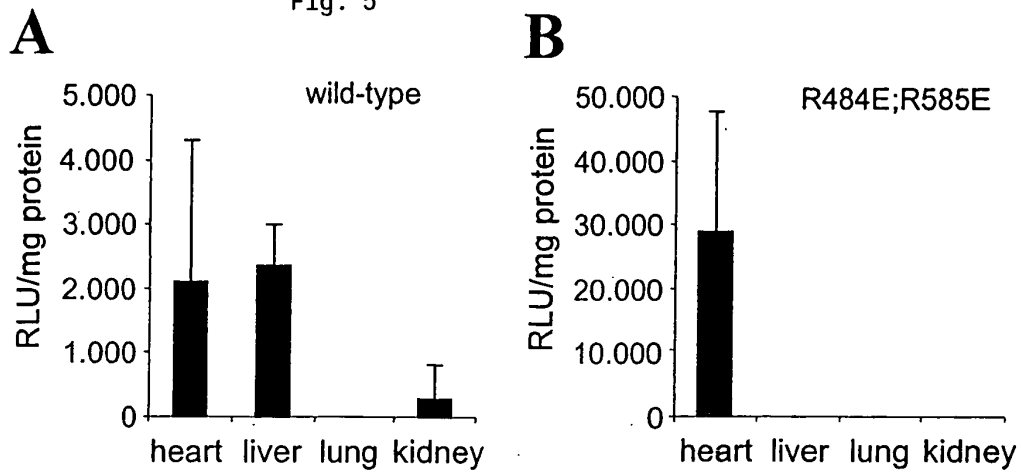 Fig. 5
A
wild-type
5.000
4.000
3.000
2.000
1.000
0
RLU/mg protein
heart liver lung kidney
B
R484E;R585E
50.000
40.000
30.000
20.000
10.000
0
RLU/mg protein
heart liver lung kidney